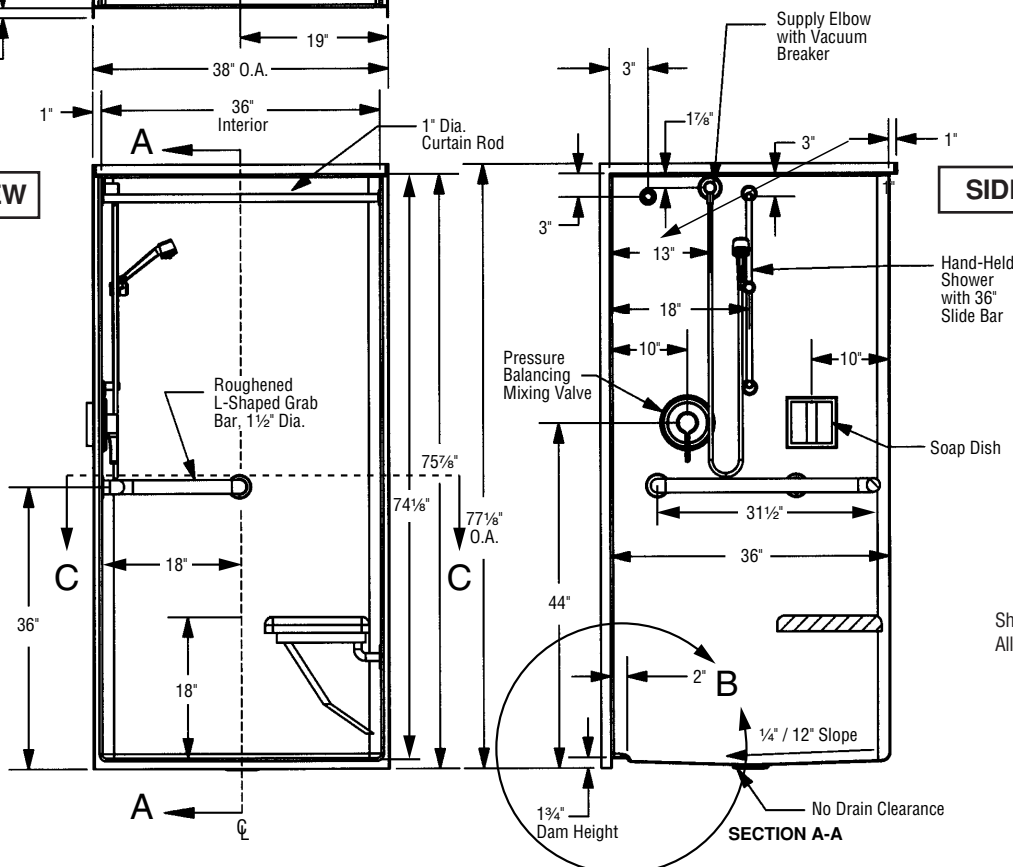 19"
38" O.A.
1"
36"
Interior
A
1" Dia.
Curtain Rod
EW
Roughened
L-Shaped Grab
Bar, 1½" Dia.
75⅞"
74⅛"
77⅛"
O.A.
C
C
18"
36"
18"
A
℄
Supply Elbow
with Vacuum
Breaker
3"
1⅞"
3"
1"
1"
SIDE
3"
13"
Hand-Held
Shower
with 36"
Slide Bar
18"
10"
10"
Pressure
Balancing
Mixing Valve
Soap Dish
31½"
36"
44"
Sh
All
2"
B
¼" / 12" Slope
1¾"
Dam Height
No Drain Clearance
SECTION A-A